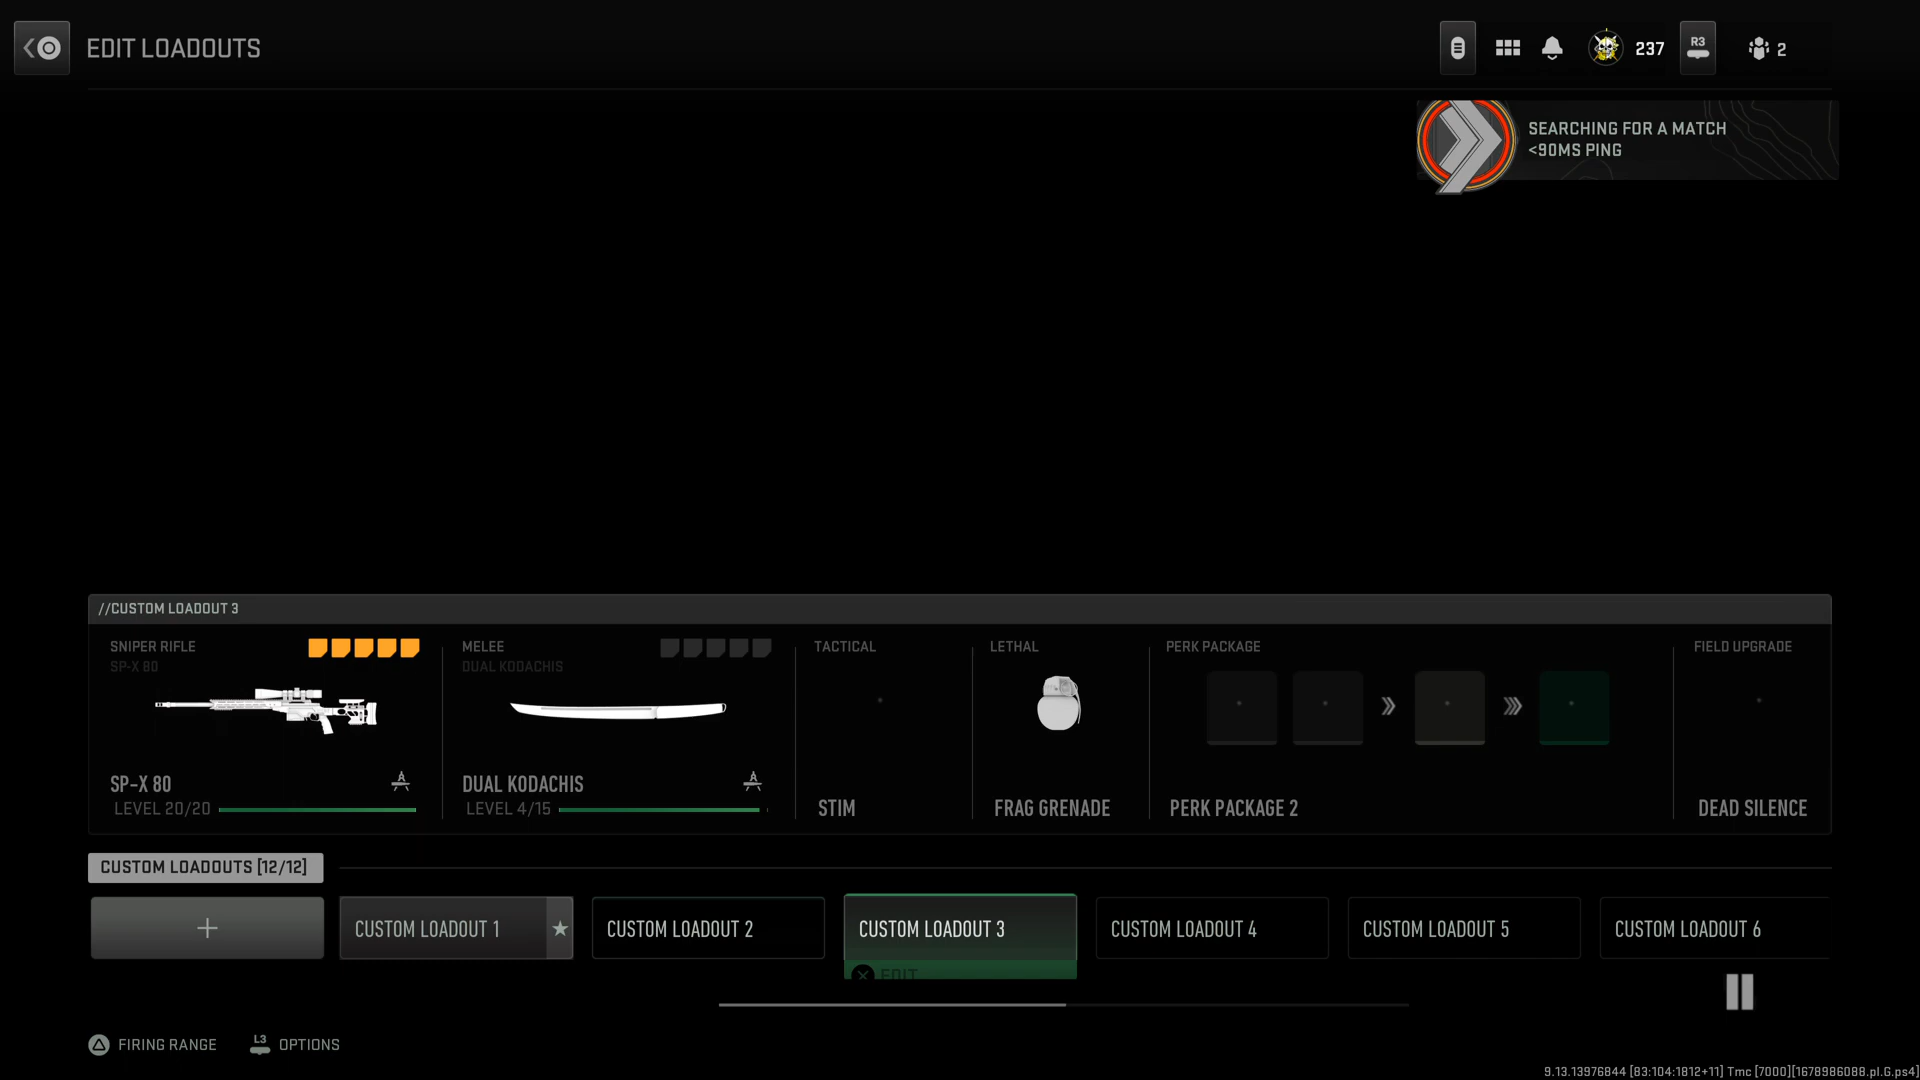 EDIT LOADOUTS
237
R3
2
SEARCHING FOR A MATCH
<90MS PING
//CUSTOM LOADOUT 3
SNIPER RIFLE
SP-X 80
SP-X 80
LEVEL 20/20
MELEE
DUAL KODACHIS
DUAL KODACHIS
LEVEL 4/15
TACTICAL
STIM
LETHAL
FRAG GRENADE
PERK PACKAGE
PERK PACKAGE 2
FIELD UPGRADE
DEAD SILENCE
CUSTOM LOADOUTS [12/12]
CUSTOM LOADOUT 1
CUSTOM LOADOUT 2
CUSTOM LOADOUT 3
EDIT
CUSTOM LOADOUT 4
CUSTOM LOADOUT 5
CUSTOM LOADOUT 6
FIRING RANGE
L3
OPTIONS
9.13.13976844 [83:104:1812+11] Tmc [7000][1678986088.pl.G.ps4]